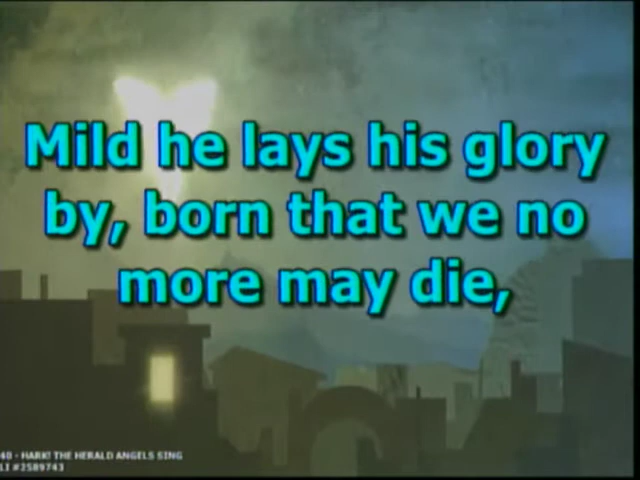 Mild he lays his glory
by, born that we no
more may die,
40 - HARK! THE HERALD ANGELS SING
LI #2589743